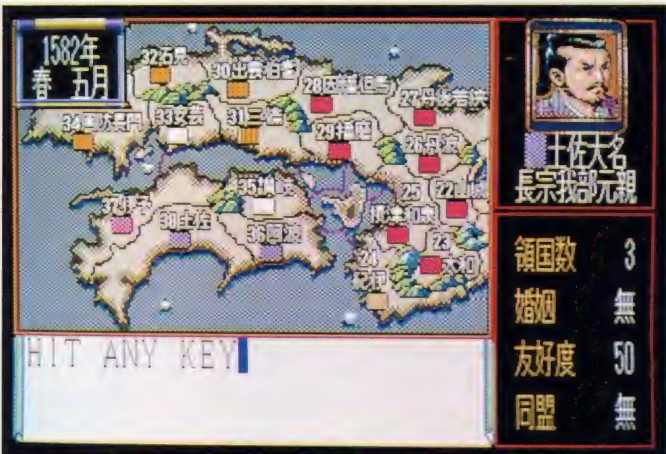 1582年
春 五月
32石見
30出雲伯耆
28因幡但馬
27丹後若狭
34周防長門
33安芸
31三備
29播磨
26丹波
35讃岐
25
摂津和泉
22山城
37伊予
38土佐
36阿波
23
大和
24
紀伊
HIT ANY KEY
土佐大名
長宗我部元親
領国数 3
婚姻 無
友好度 50
同盟 無